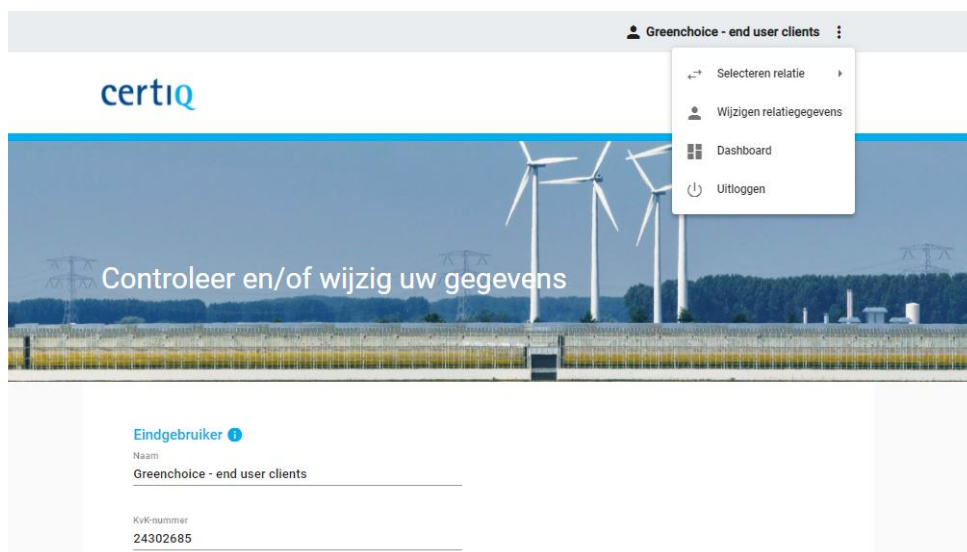 Greenchoice - end user clients
Selecteren relatie
certiQ
Wijzigen relatiegegevens
Dashboard
Uitloggen
Controleer en/of wijzig uw gegevens
Eindgebruiker
Naam
Greenchoice - end user clients
KvK-nummer
24302685